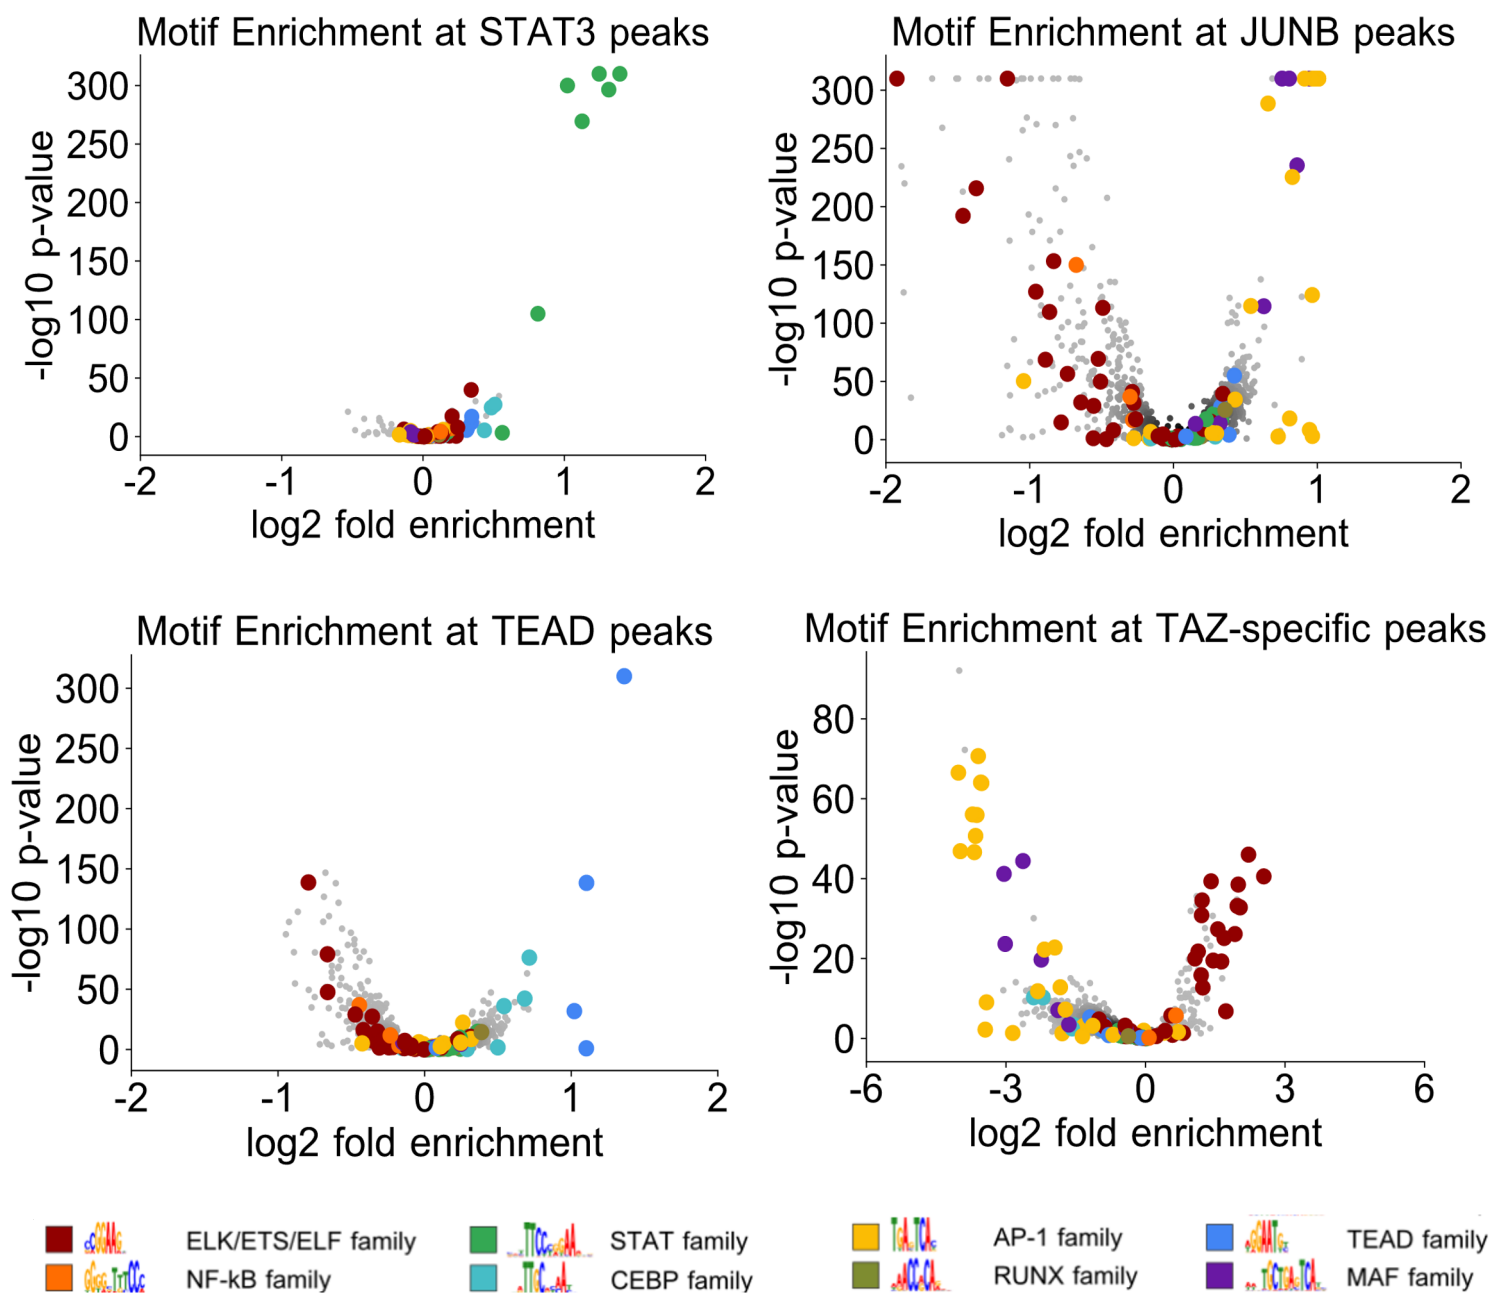 Motif Enrichment at STAT3 peaks
300
250
200
150
100
50
0
-log10 p-value
-2 -1 0 1 2
log2 fold enrichment
Motif Enrichment at JUNB peaks
300
250
200
150
100
50
0
-log10 p-value
-2 -1 0 1 2
log2 fold enrichment
Motif Enrichment at TEAD peaks
300
250
200
150
100
50
0
-log10 p-value
-2 -1 0 1 2
log2 fold enrichment
Motif Enrichment at TAZ-specific peaks
80
60
40
20
0
-log10 p-value
-6 -3 0 3 6
log2 fold enrichment
ELK/ETS/ELF family
NF-kB family
STAT family
CEBP family
AP-1 family
RUNX family
TEAD family
MAF family